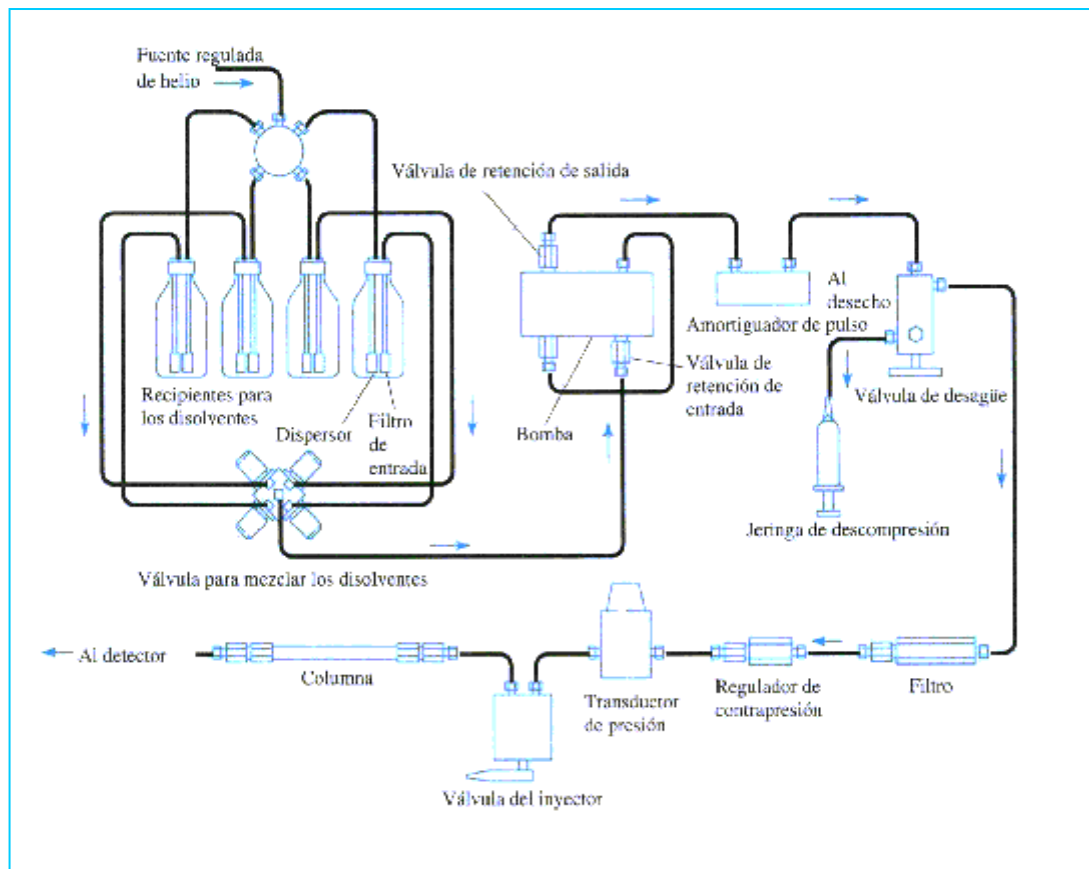 Fuente regulada
de helio
Válvula de retención de salida
Al
desecho
Amortiguador de pulso
Válvula de
retención de
entrada
Válvula de desagüe
Recipientes para
los disolventes
Dispersor
Filtro
de
entrada
Bomba
Jeringa de descompresión
Válvula para mezclar los disolventes
Al detector
Columna
Transductor
de presión
Regulador de
contrapresión
Filtro
Válvula del inyector